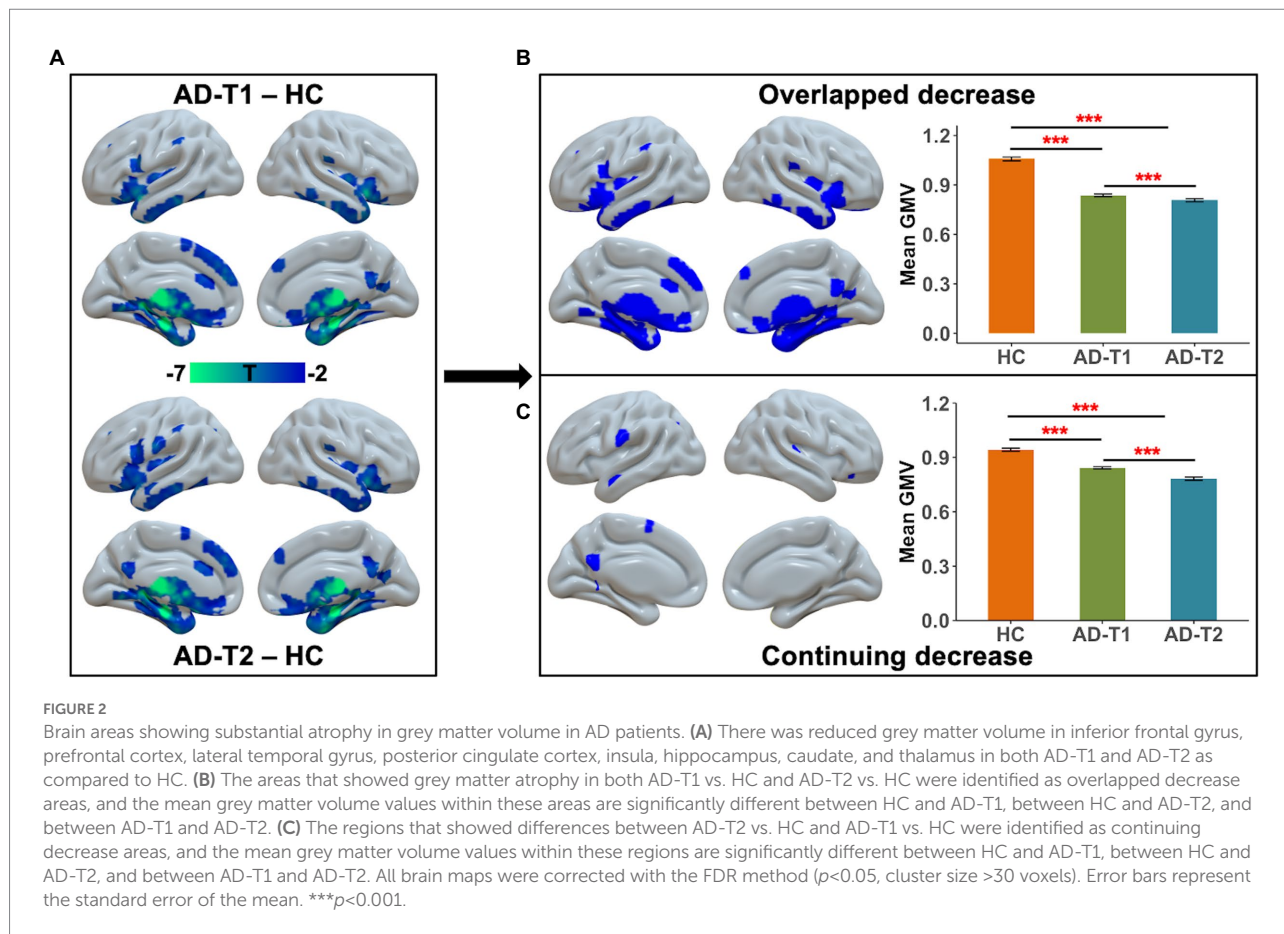 A
AD-T1 – HC
-7 T -2
AD-T2 – HC
B
Overlapped decrease
Mean GMV
1.2
0.9
0.6
0.3
0.0
***
***
***
HC AD-T1 AD-T2
C
Mean GMV
1.2
0.9
0.6
0.3
0.0
***
***
***
HC AD-T1 AD-T2
Continuing decrease
FIGURE 2
Brain areas showing substantial atrophy in grey matter volume in AD patients. (A) There was reduced grey matter volume in inferior frontal gyrus,
prefrontal cortex, lateral temporal gyrus, posterior cingulate cortex, insula, hippocampus, caudate, and thalamus in both AD-T1 and AD-T2 as
compared to HC. (B) The areas that showed grey matter atrophy in both AD-T1 vs. HC and AD-T2 vs. HC were identified as overlapped decrease
areas, and the mean grey matter volume values within these areas are significantly different between HC and AD-T1, between HC and AD-T2, and
between AD-T1 and AD-T2. (C) The regions that showed differences between AD-T2 vs. HC and AD-T1 vs. HC were identified as continuing
decrease areas, and the mean grey matter volume values within these regions are significantly different between HC and AD-T1, between HC and
AD-T2, and between AD-T1 and AD-T2. All brain maps were corrected with the FDR method (p<0.05, cluster size >30 voxels). Error bars represent
the standard error of the mean. ***p<0.001.